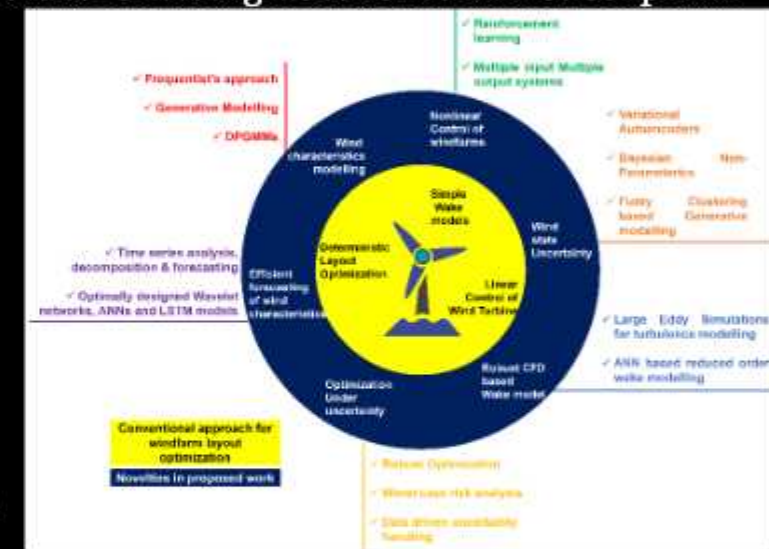 ✓ Reinforcement
learning
✓ Multiple input Multiple
output systems
✓ Frequentist's approach
✓ Generative Modelling
✓ DPGMMs
✓ Variational
Autoencoders
✓ Bayesian Non-
Parameterics
✓ Fuzzy Clustering
based Generative
modelling
✓ Time series analysis,
decomposition & forecasting
✓ Optimally designed Wavelet
networks, ANNs and LSTM models
Nonlinear
Control of
windfarms
Wind
characteristics
modelling
Wind
state
Uncertainty
Efficient
forecasting
of wind
characteristics
Robust CFD
based
Wake model
Optimization
Under
uncertainty
Simple
Wake
models
Deterministic
Layout
Optimization
Linear
Control of
Wind Turbine
✓ Large Eddy Simulations
for turbulence modelling
✓ ANN based reduced order
wake modelling
Conventional approach for
windfarm layout
optimization
Novelties in proposed work
✓ Robust Optimization
✓ Worst case risk analysis
✓ Data driven uncertainty
handling